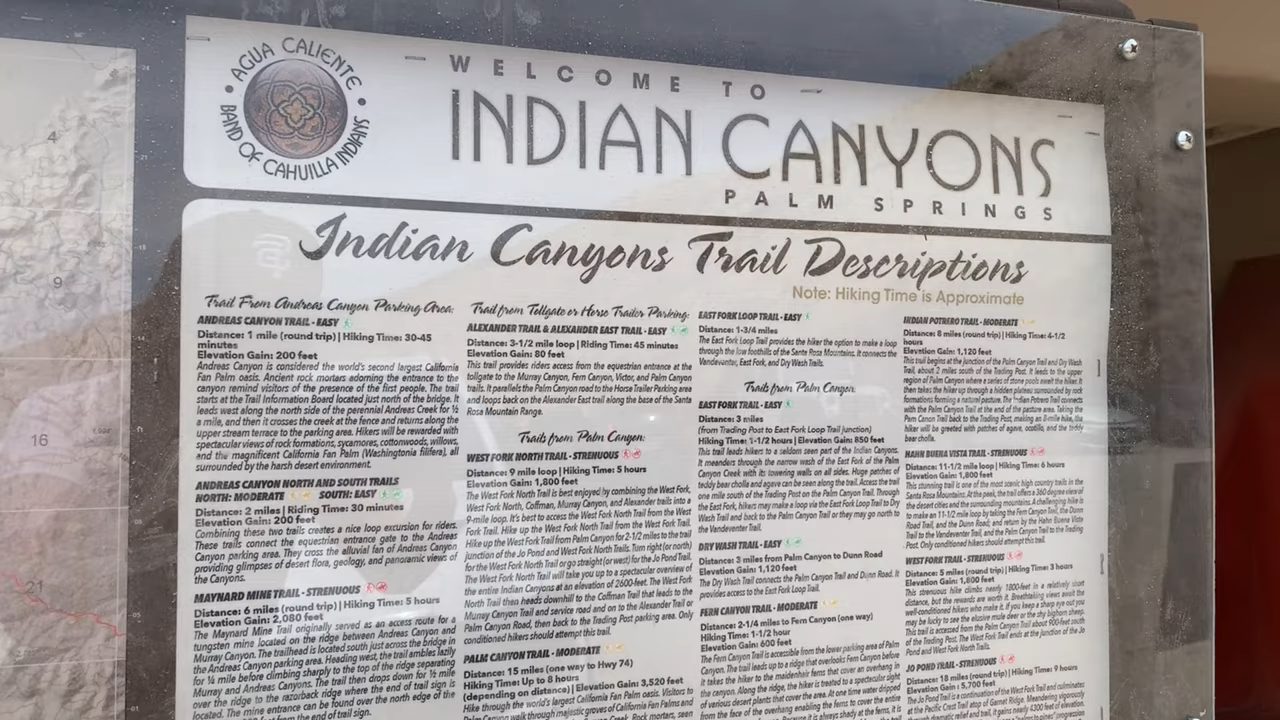 AGUA CALIENTE
BAND OF CAHUILLA INDIANS
WELCOME TO
INDIAN CANYONS
PALM SPRINGS
Indian Canyons Trail Descriptions
Note: Hiking Time is Approximate
Trail From Andreas Canyon Parking Area:
ANDREAS CANYON TRAIL - EASY
Distance: 1 mile (round trip) | Hiking Time: 30-45
minutes
Elevation Gain: 200 feet
Andreas Canyon is considered the world's second largest California
Fan Palm oasis. Ancient rock mortars adorning the entrance to the
canyon remind visitors of the presence of the first people. The trail
starts at the Trail Information Board located just north of the bridge. It
leads west along the north side of the perennial Andreas Creek for ½
a mile, and then it crosses the creek at the fence and returns along the
upper stream terrace to the parking area. Hikers will be rewarded with
spectacular views of rock formations, sycamores, cottonwoods, willows,
and the magnificent California Fan Palm (Washingtonia filifera), all
surrounded by the harsh desert environment.
ANDREAS CANYON NORTH AND SOUTH TRAILS
NORTH: MODERATE SOUTH: EASY
Distance: 2 miles | Riding Time: 30 minutes
Elevation Gain: 200 feet
Combining these two trails creates a nice loop excursion for riders.
These trails connect the equestrian entrance gate to the Andreas
Canyon parking area. They cross the alluvial fan of Andreas Canyon
providing glimpses of desert flora, geology, and panoramic views of
the Canyons.
MAYNARD MINE TRAIL - STRENUOUS
Distance: 6 miles (round trip) | Hiking Time: 5 hours
Elevation Gain: 2,080 feet
The Maynard Mine Trail originally served as an access route for a
tungsten mine located on the ridge between Andreas Canyon and
Murray Canyon. The trailhead is located south just across the bridge in
the Andreas Canyon parking area. Heading west, the trail ambles lazily
for ¼ mile before climbing sharply to the top of the ridge separating
Murray and Andreas Canyons. The trail then drops down for ½ mile
over the ridge to the razorback ridge where the end of trail sign is
located. The mine entrance can be found over the north edge of the
feet from the end of trail sign.
Trail from Tollgate or Horse Trailer Parking:
ALEXANDER TRAIL & ALEXANDER EAST TRAIL - EASY
Distance: 3-1/2 mile loop | Riding Time: 45 minutes
Elevation Gain: 80 feet
This trail provides riders access from the equestrian entrance at the
tollgate to the Murray Canyon, Fern Canyon, Victor, and Palm Canyon
trails. It parallels the Palm Canyon road to the Horse Trailer Parking area
and loops back on the Alexander East trail along the base of the Santa
Rosa Mountain Range.
Trails from Palm Canyon:
WEST FORK NORTH TRAIL - STRENUOUS
Distance: 9 mile loop | Hiking Time: 5 hours
Elevation Gain: 1,800 feet
The West Fork North Trail is best enjoyed by combining the West Fork,
West Fork North, Coffman, Murray Canyon, and Alexander trails into a
9-mile loop. It's best to access the West Fork North Trail from the West
Fork Trail. Hike up the West Fork North Trail from the West Fork Trail.
Hike up the West Fork Trail from Palm Canyon for 2-1/2 miles to the trail
junction of the Jo Pond and West Fork North Trails. Turn right (or north)
for the West Fork North Trail or go straight (or west) for the Jo Pond Trail.
The West Fork North Trail will take you up to a spectacular overview of
the entire Indian Canyons at an elevation of 2600-feet. The West Fork
North Trail then heads downhill to the Coffman Trail that leads to the
Murray Canyon Trail and service road and on to the Alexander Trail or
Palm Canyon Road, then back to the Trading Post parking area. Only
conditioned hikers should attempt this trail.
PALM CANYON TRAIL - MODERATE
Distance: 15 miles (one way to Hwy 74)
Hiking Time: Up to 8 hours
(depending on distance) | Elevation Gain: 3,520 feet
Hike through the world's largest California Fan Palm oasis. Visitors to
Palm Canyon walk through majestic groves of California Fan Palms and
Creek. Rock mortars, seen
EAST FORK LOOP TRAIL - EASY
Distance: 1-3/4 miles
The East Fork Loop Trail provides the hiker the option to make a loop
through the low foothills of the Santa Rosa Mountains. It connects the
Vandeventer, East Fork, and Dry Wash Trails.
Trails from Palm Canyon:
EAST FORK TRAIL - EASY
Distance: 3 miles
(from Trading Post to East Fork Loop Trail junction)
Hiking Time: 1-1/2 hours | Elevation Gain: 850 feet
This trail leads hikers to a seldom seen part of the Indian Canyons.
It meanders through the narrow wash of the East Fork of the Palm
Canyon Creek with its towering walls on all sides. Huge patches of
teddy bear cholla and agave can be seen along the trail. Access the trail
one mile south of the Trading Post on the Palm Canyon Trail. Through
the East Fork, hikers may make a loop via the East Fork Loop Trail to Dry
Wash Trail and back to the Palm Canyon Trail or they may go north to
the Vandeventer Trail.
DRY WASH TRAIL - EASY
Distance: 3 miles from Palm Canyon to Dunn Road
Elevation Gain: 1,120 feet
The Dry Wash Trail connects the Palm Canyon Trail and Dunn Road. It
provides access to the East Fork Loop Trail.
FERN CANYON TRAIL - MODERATE
Distance: 2-1/4 miles to Fern Canyon (one way)
Hiking Time: 1-1/2 hour
Elevation Gain: 600 feet
The Fern Canyon Trail is accessible from the lower parking area of Palm
Canyon. The trail leads up to a ridge that overlooks Fern Canyon before
it takes the hiker to the maidenhair ferns that cover an overhang in
the canyon. Along the ridge, the hiker is treated to a spectacular sight
of various desert plants that cover the area. At one time water dripped
from the face of the overhang enabling the ferns to cover the entire
Because it is always shady at the ferns, it is
INDIAN POTRERO TRAIL - MODERATE
Distance: 8 miles (round trip) | Hiking Time: 4-1/2
hours
Elevation Gain: 1,120 feet
This trail begins at the junction of the Palm Canyon Trail and Dry Wash
Trail, about 2 miles south of the Trading Post. It leads to the upper
region of Palm Canyon where a series of stone pools await the hiker. It
then takes the hiker up through a hidden plateau surrounded by rock
formations forming a natural pasture. The Indian Potrero Trail connects
with the Palm Canyon Trail at the end of the pasture area. Taking the
Palm Canyon Trail back to the Trading Post, making an 8-mile hike, the
hiker will be greeted with patches of agave, ocotillo, and the teddy
bear cholla.
HAHN BUENA VISTA TRAIL - STRENUOUS
Distance: 11-1/2 mile loop | Hiking Time: 6 hours
Elevation Gain: 1,800 feet
This stunning trail is one of the most scenic high country trails in the
Santa Rosa Mountains. At the peak, the trail offers a 360 degree view of
the desert cities and the surrounding mountains. A challenging hike is
to make an 11-1/2 mile loop by taking the Fern Canyon Trail, the Dunn
Road Trail, and the Dunn Road; and return by the Hahn Buena Vista
Trail to the Vandeventer Trail, and the Palm Canyon Trail to the Trading
Post. Only conditioned hikers should attempt this trail.
WEST FORK TRAIL - STRENUOUS
Distance: 5 miles (round trip) | Hiking Time: 3 hours
Elevation Gain: 1,800 feet
This strenuous hike climbs nearly 1800-feet in a relatively short
distance, but the rewards are worth it. Breathtaking views await the
well-conditioned hikers who make it. If you keep a sharp eye out you
may be lucky to see the elusive mule deer or the shy bighorn sheep.
This trail is accessed from the Palm Canyon Trail about 900-feet south
of the Trading Post. The West Fork Trail ends at the junction of the Jo
Pond and West Fork North Trails.
JO POND TRAIL - STRENUOUS
Distance: 18 miles (round trip) | Hiking Time: 9 hours
Elevation Gain: 5,700 feet
The Jo Pond Trail is a continuation of the West Fork Trail and culminates
at the Pacific Crest Trail atop of Garnet Ridge. Meandering vigorously
through dramatic relief and trail, it gains nearly 4300 feet of elevation.
4
9
16
21